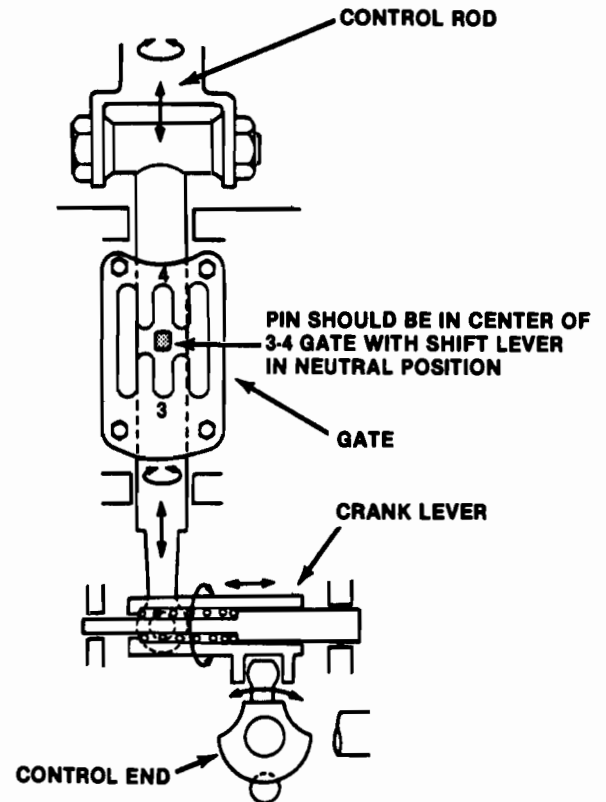 CONTROL ROD
4
PIN SHOULD BE IN CENTER OF
3-4 GATE WITH SHIFT LEVER
IN NEUTRAL POSITION
3
GATE
CRANK LEVER
CONTROL END